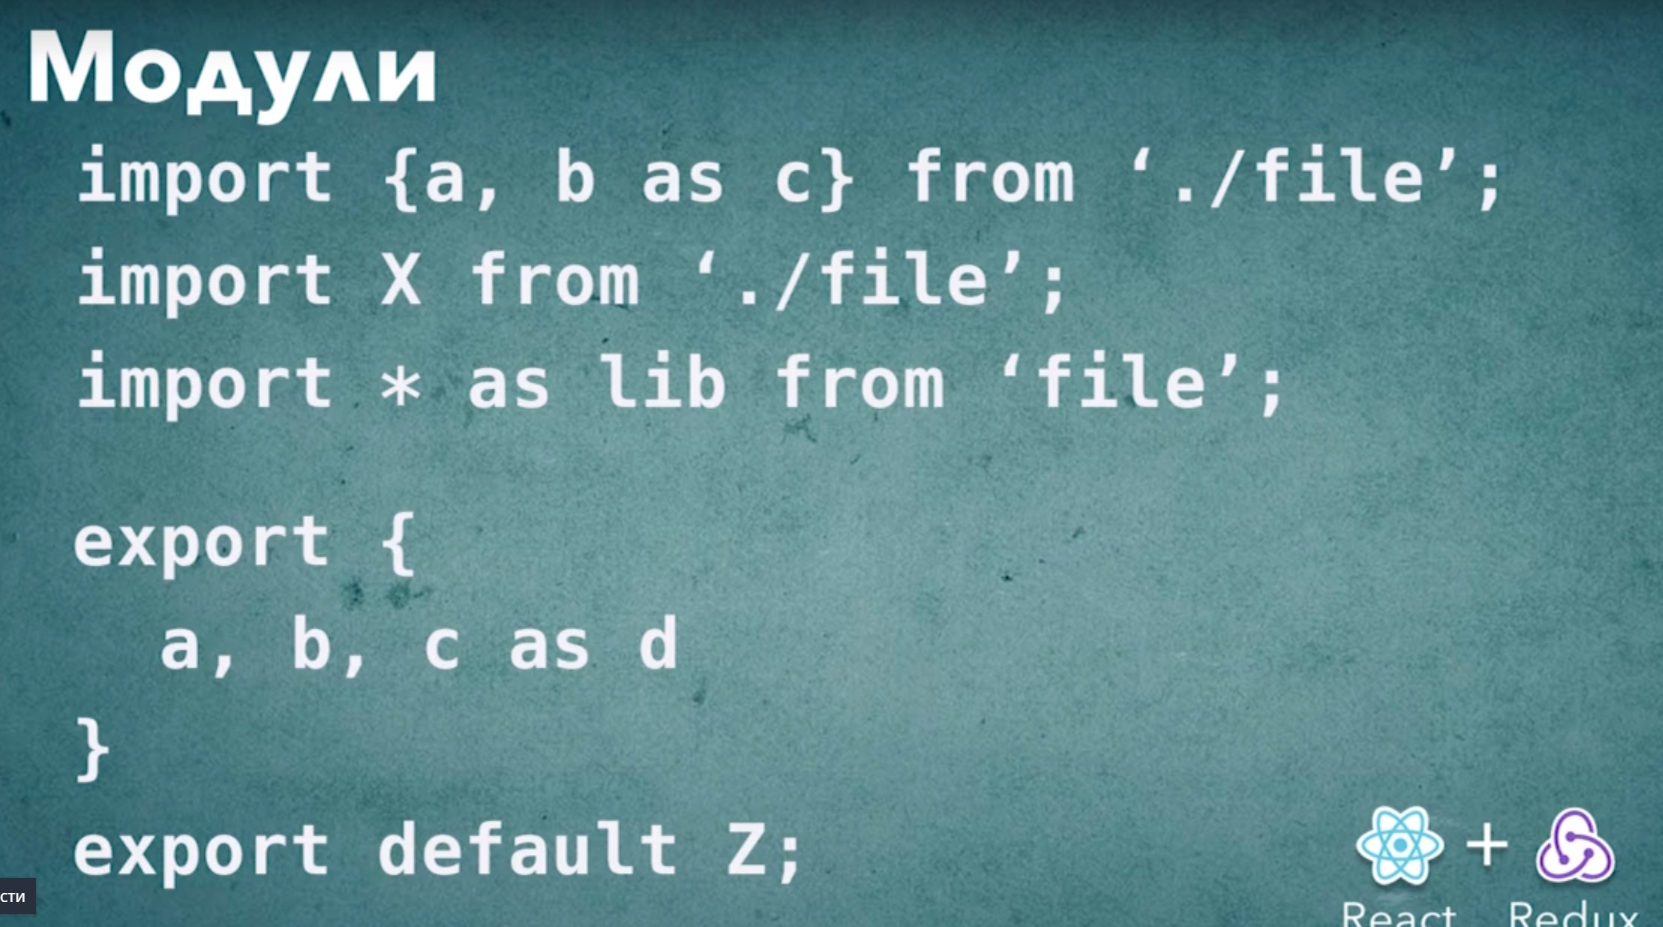 Модули
import {a, b as c} from ‘./file’;
import X from ‘./file’;
import * as lib from ‘file’;
export {
a, b, c as d
}
export default Z;
сти
+
React Redux